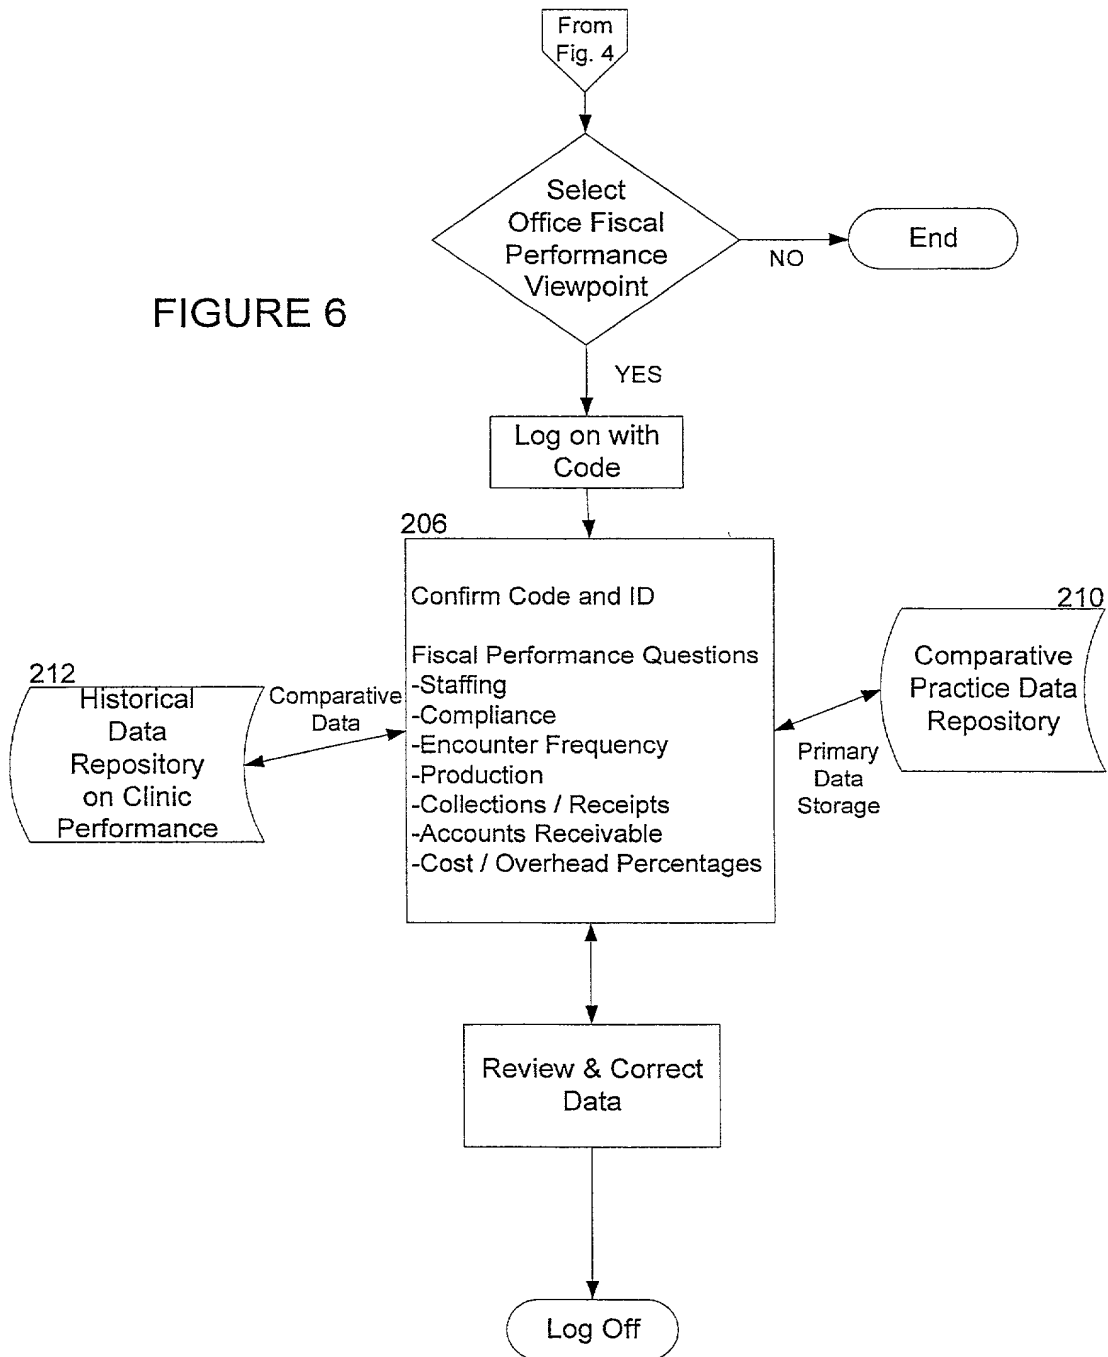 From
Fig. 4
Select
Office Fiscal
Performance
Viewpoint
NO
End
FIGURE 6
YES
Log on with
Code
206
Confirm Code and ID
Fiscal Performance Questions
-Staffing
-Compliance
-Encounter Frequency
-Production
-Collections / Receipts
-Accounts Receivable
-Cost / Overhead Percentages
210
Comparative
Practice Data
Repository
Primary
Data
Storage
212
Historical
Data
Repository
on Clinic
Performance
Comparative
Data
Review & Correct
Data
Log Off